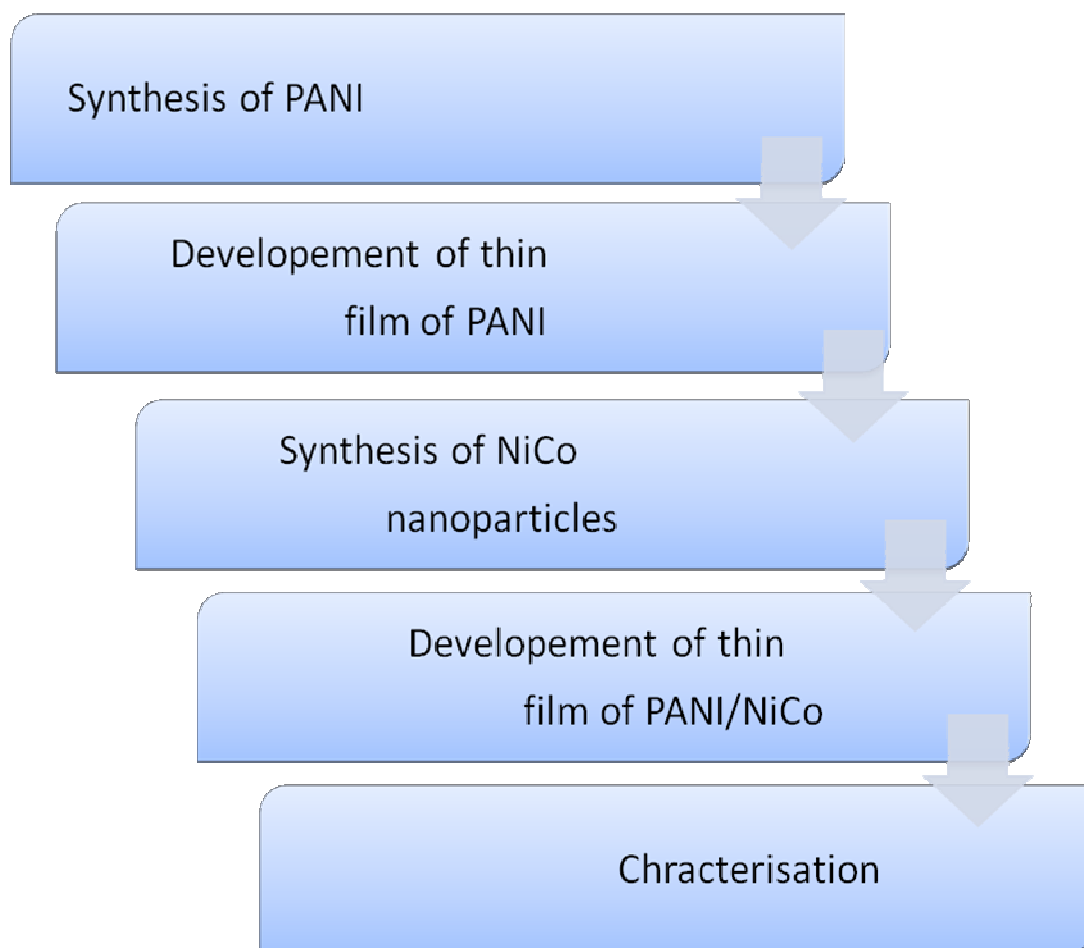 Synthesis of PANI
Developement of thin
film of PANI
Synthesis of NiCo
nanoparticles
Developement of thin
film of PANI/NiCo
Chracterisation